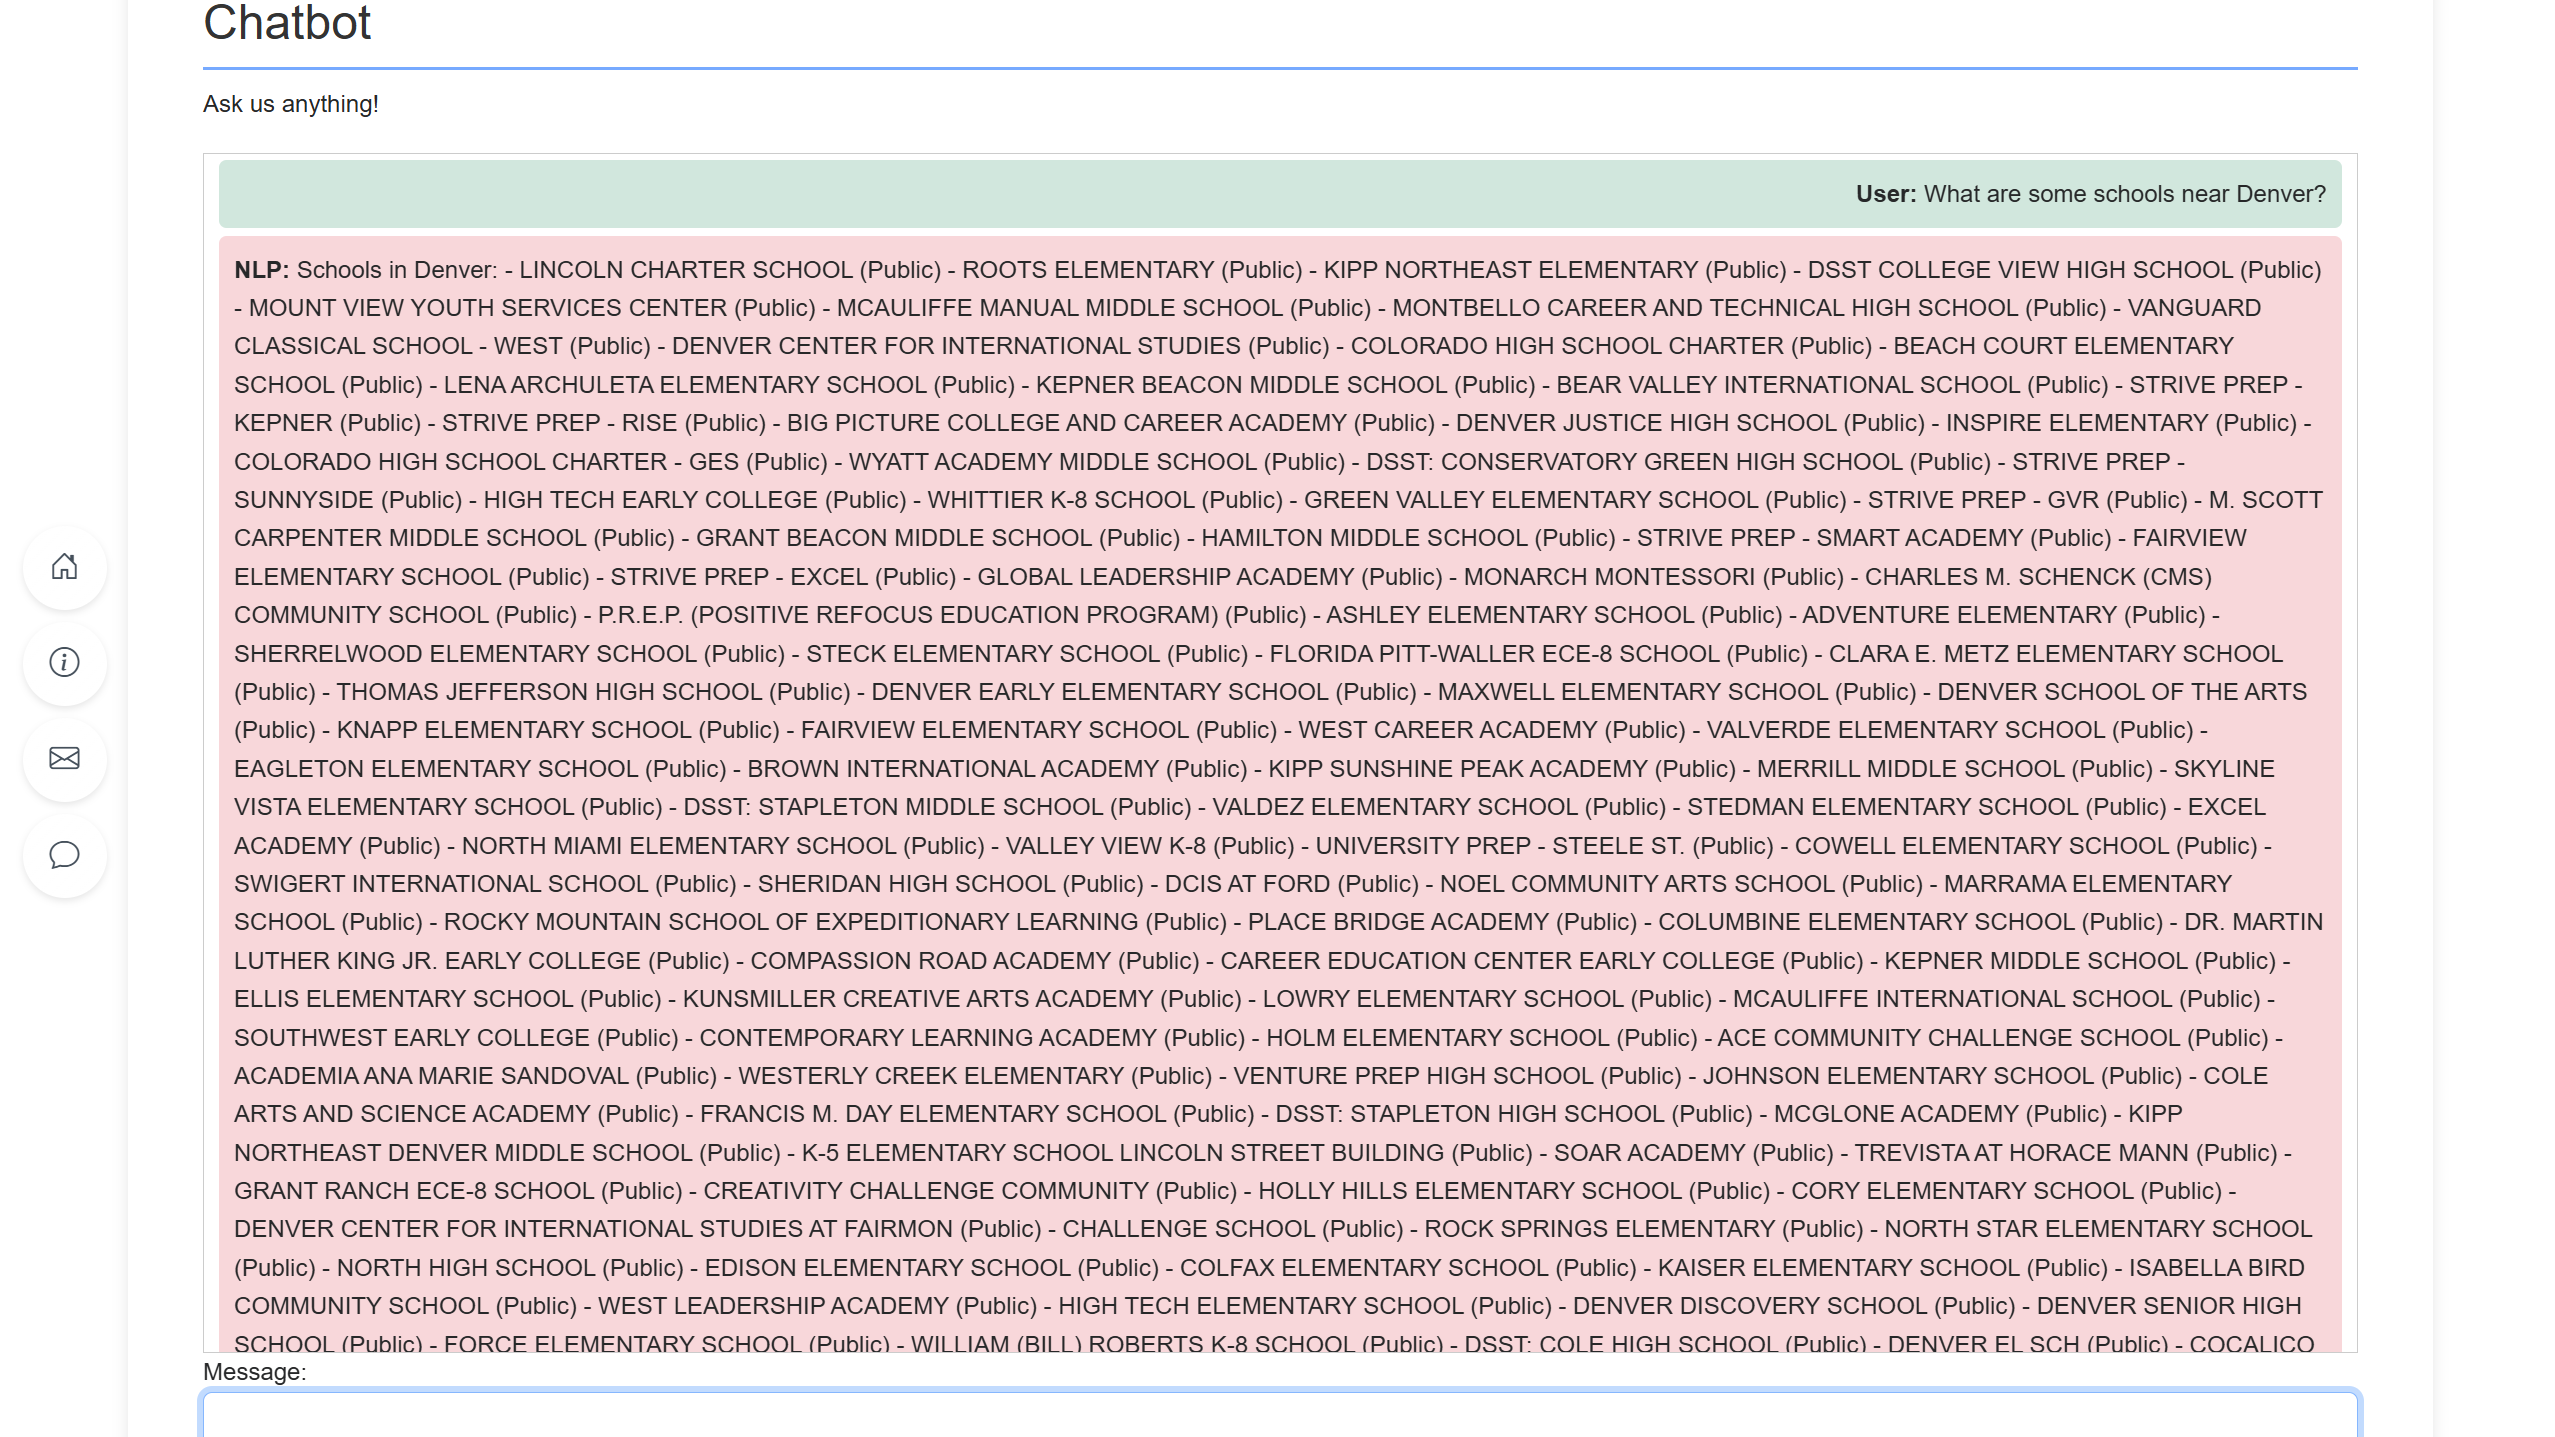 Chatbot
Ask us anything!
User: What are some schools near Denver?
NLP: Schools in Denver: - LINCOLN CHARTER SCHOOL (Public) - ROOTS ELEMENTARY (Public) - KIPP NORTHEAST ELEMENTARY (Public) - DSST COLLEGE VIEW HIGH SCHOOL (Public)
- MOUNT VIEW YOUTH SERVICES CENTER (Public) - MCAULIFFE MANUAL MIDDLE SCHOOL (Public) - MONTBELLO CAREER AND TECHNICAL HIGH SCHOOL (Public) - VANGUARD
CLASSICAL SCHOOL - WEST (Public) - DENVER CENTER FOR INTERNATIONAL STUDIES (Public) - COLORADO HIGH SCHOOL CHARTER (Public) - BEACH COURT ELEMENTARY
SCHOOL (Public) - LENA ARCHULETA ELEMENTARY SCHOOL (Public) - KEPNER BEACON MIDDLE SCHOOL (Public) - BEAR VALLEY INTERNATIONAL SCHOOL (Public) - STRIVE PREP -
KEPNER (Public) - STRIVE PREP - RISE (Public) - BIG PICTURE COLLEGE AND CAREER ACADEMY (Public) - DENVER JUSTICE HIGH SCHOOL (Public) - INSPIRE ELEMENTARY (Public) -
COLORADO HIGH SCHOOL CHARTER - GES (Public) - WYATT ACADEMY MIDDLE SCHOOL (Public) - DSST: CONSERVATORY GREEN HIGH SCHOOL (Public) - STRIVE PREP -
SUNNYSIDE (Public) - HIGH TECH EARLY COLLEGE (Public) - WHITTIER K-8 SCHOOL (Public) - GREEN VALLEY ELEMENTARY SCHOOL (Public) - STRIVE PREP - GVR (Public) - M. SCOTT
CARPENTER MIDDLE SCHOOL (Public) - GRANT BEACON MIDDLE SCHOOL (Public) - HAMILTON MIDDLE SCHOOL (Public) - STRIVE PREP - SMART ACADEMY (Public) - FAIRVIEW
ELEMENTARY SCHOOL (Public) - STRIVE PREP - EXCEL (Public) - GLOBAL LEADERSHIP ACADEMY (Public) - MONARCH MONTESSORI (Public) - CHARLES M. SCHENCK (CMS)
COMMUNITY SCHOOL (Public) - P.R.E.P. (POSITIVE REFOCUS EDUCATION PROGRAM) (Public) - ASHLEY ELEMENTARY SCHOOL (Public) - ADVENTURE ELEMENTARY (Public) -
SHERRELWOOD ELEMENTARY SCHOOL (Public) - STECK ELEMENTARY SCHOOL (Public) - FLORIDA PITT-WALLER ECE-8 SCHOOL (Public) - CLARA E. METZ ELEMENTARY SCHOOL
(Public) - THOMAS JEFFERSON HIGH SCHOOL (Public) - DENVER EARLY ELEMENTARY SCHOOL (Public) - MAXWELL ELEMENTARY SCHOOL (Public) - DENVER SCHOOL OF THE ARTS
(Public) - KNAPP ELEMENTARY SCHOOL (Public) - FAIRVIEW ELEMENTARY SCHOOL (Public) - WEST CAREER ACADEMY (Public) - VALVERDE ELEMENTARY SCHOOL (Public) -
EAGLETON ELEMENTARY SCHOOL (Public) - BROWN INTERNATIONAL ACADEMY (Public) - KIPP SUNSHINE PEAK ACADEMY (Public) - MERRILL MIDDLE SCHOOL (Public) - SKYLINE
VISTA ELEMENTARY SCHOOL (Public) - DSST: STAPLETON MIDDLE SCHOOL (Public) - VALDEZ ELEMENTARY SCHOOL (Public) - STEDMAN ELEMENTARY SCHOOL (Public) - EXCEL
ACADEMY (Public) - NORTH MIAMI ELEMENTARY SCHOOL (Public) - VALLEY VIEW K-8 (Public) - UNIVERSITY PREP - STEELE ST. (Public) - COWELL ELEMENTARY SCHOOL (Public) -
SWIGERT INTERNATIONAL SCHOOL (Public) - SHERIDAN HIGH SCHOOL (Public) - DCIS AT FORD (Public) - NOEL COMMUNITY ARTS SCHOOL (Public) - MARRAMA ELEMENTARY
SCHOOL (Public) - ROCKY MOUNTAIN SCHOOL OF EXPEDITIONARY LEARNING (Public) - PLACE BRIDGE ACADEMY (Public) - COLUMBINE ELEMENTARY SCHOOL (Public) - DR. MARTIN
LUTHER KING JR. EARLY COLLEGE (Public) - COMPASSION ROAD ACADEMY (Public) - CAREER EDUCATION CENTER EARLY COLLEGE (Public) - KEPNER MIDDLE SCHOOL (Public) -
ELLIS ELEMENTARY SCHOOL (Public) - KUNSMILLER CREATIVE ARTS ACADEMY (Public) - LOWRY ELEMENTARY SCHOOL (Public) - MCAULIFFE INTERNATIONAL SCHOOL (Public) -
SOUTHWEST EARLY COLLEGE (Public) - CONTEMPORARY LEARNING ACADEMY (Public) - HOLM ELEMENTARY SCHOOL (Public) - ACE COMMUNITY CHALLENGE SCHOOL (Public) -
ACADEMIA ANA MARIE SANDOVAL (Public) - WESTERLY CREEK ELEMENTARY (Public) - VENTURE PREP HIGH SCHOOL (Public) - JOHNSON ELEMENTARY SCHOOL (Public) - COLE
ARTS AND SCIENCE ACADEMY (Public) - FRANCIS M. DAY ELEMENTARY SCHOOL (Public) - DSST: STAPLETON HIGH SCHOOL (Public) - MCGLONE ACADEMY (Public) - KIPP
NORTHEAST DENVER MIDDLE SCHOOL (Public) - K-5 ELEMENTARY SCHOOL LINCOLN STREET BUILDING (Public) - SOAR ACADEMY (Public) - TREVISTA AT HORACE MANN (Public) -
GRANT RANCH ECE-8 SCHOOL (Public) - CREATIVITY CHALLENGE COMMUNITY (Public) - HOLLY HILLS ELEMENTARY SCHOOL (Public) - CORY ELEMENTARY SCHOOL (Public) -
DENVER CENTER FOR INTERNATIONAL STUDIES AT FAIRMON (Public) - CHALLENGE SCHOOL (Public) - ROCK SPRINGS ELEMENTARY (Public) - NORTH STAR ELEMENTARY SCHOOL
(Public) - NORTH HIGH SCHOOL (Public) - EDISON ELEMENTARY SCHOOL (Public) - COLFAX ELEMENTARY SCHOOL (Public) - KAISER ELEMENTARY SCHOOL (Public) - ISABELLA BIRD
COMMUNITY SCHOOL (Public) - WEST LEADERSHIP ACADEMY (Public) - HIGH TECH ELEMENTARY SCHOOL (Public) - DENVER DISCOVERY SCHOOL (Public) - DENVER SENIOR HIGH
SCHOOL (Public) - FORCE ELEMENTARY SCHOOL (Public) - WILLIAM (BILL) ROBERTS K-8 SCHOOL (Public) - DSST: COLE HIGH SCHOOL (Public) - DENVER EL SCH (Public) - COCALICO
Message: